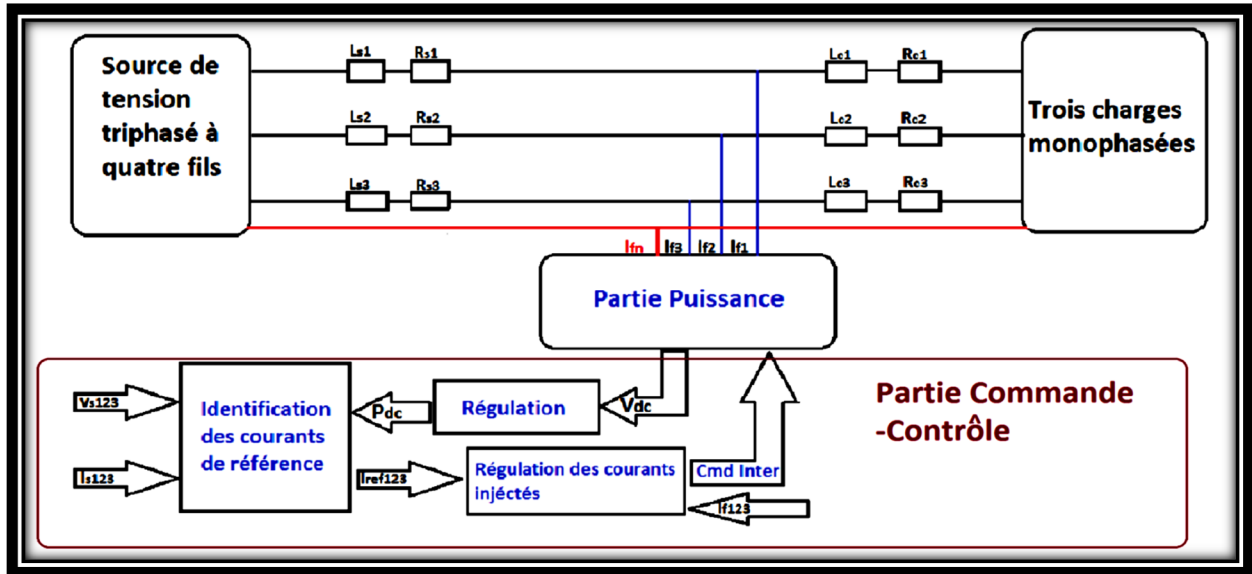 Source de
tension
triphasé à
quatre fils
Ls1
Rs1
Lc1
Rc1
Ls2
Rs2
Lc2
Rc2
Ls3
Rs3
Lc3
Rc3
Trois charges
monophasées
Ifn
If3
If2
If1
Partie Puissance
Partie Commande
-Contrôle
Vs123
Is123
Identification
des courants
de référence
Pdc
Régulation
Vdc
Iref123
Régulation des courants
injéctés
Cmd Inter
If123